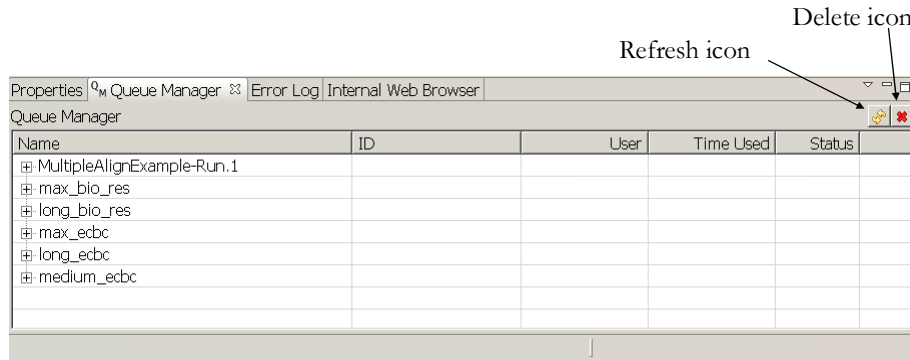 Delete icon
Refresh icon
Properties QM Queue Manager Error Log Internal Web Browser
Queue Manager
Name ID User Time Used Status
MultipleAlignExample-Run.1
max_bio_res
long_bio_res
max_ecbc
long_ecbc
medium_ecbc